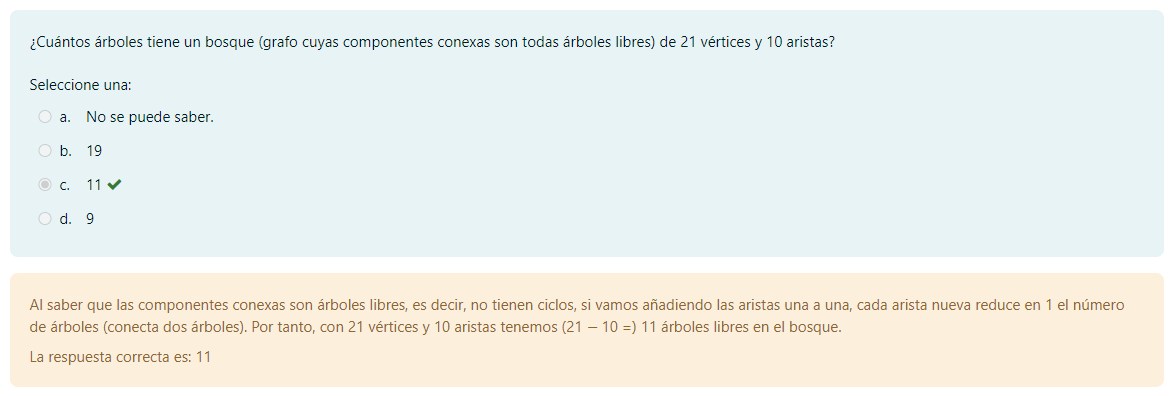 ¿Cuántos árboles tiene un bosque (grafo cuyas componentes conexas son todas árboles libres) de 21 vértices y 10 aristas?
Seleccione una:
a. No se puede saber.
b. 19
c. 11 ✔
d. 9
Al saber que las componentes conexas son árboles libres, es decir, no tienen ciclos, si vamos añadiendo las aristas una a una, cada arista nueva reduce en 1 el número
de árboles (conecta dos árboles). Por tanto, con 21 vértices y 10 aristas tenemos (21 − 10 =) 11 árboles libres en el bosque.
La respuesta correcta es: 11